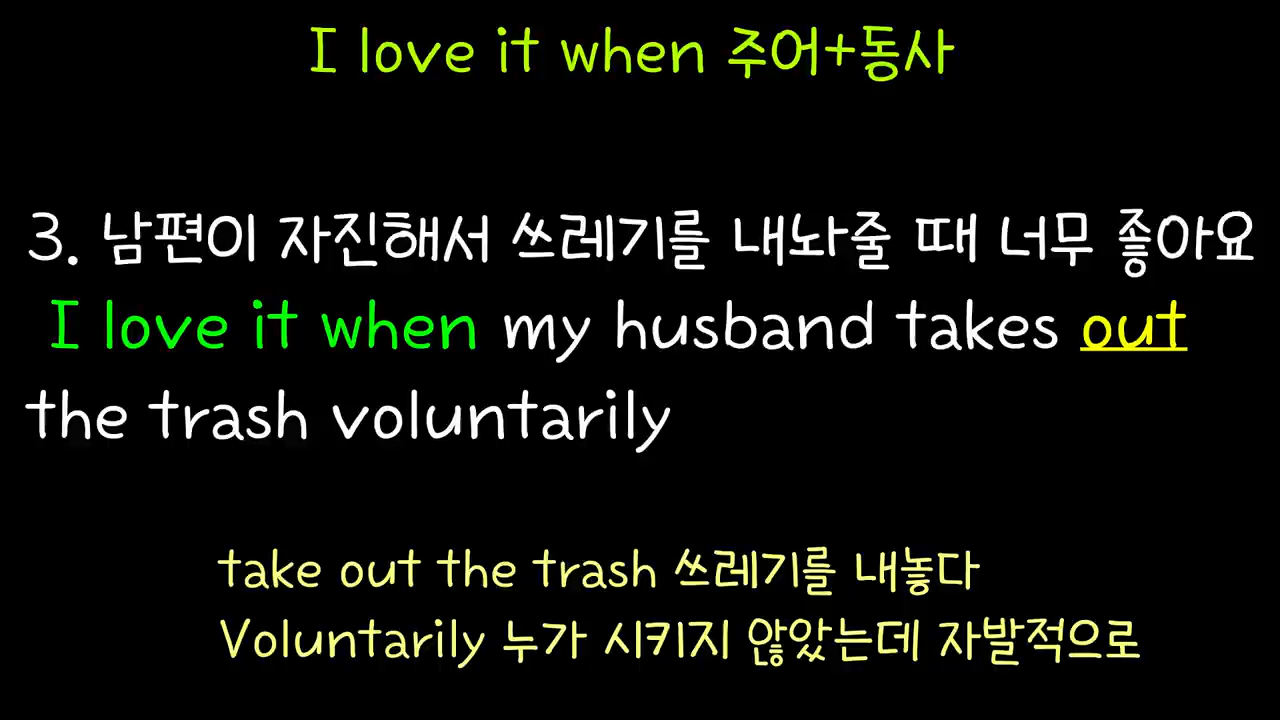 I love it when 주어+동사
3. 남편이 자진해서 쓰레기를 내놔줄 때 너무 좋아요
I love it when my husband takes out
the trash voluntarily
take out the trash 쓰레기를 내놓다
Voluntarily 누가 시키지 않았는데 자발적으로